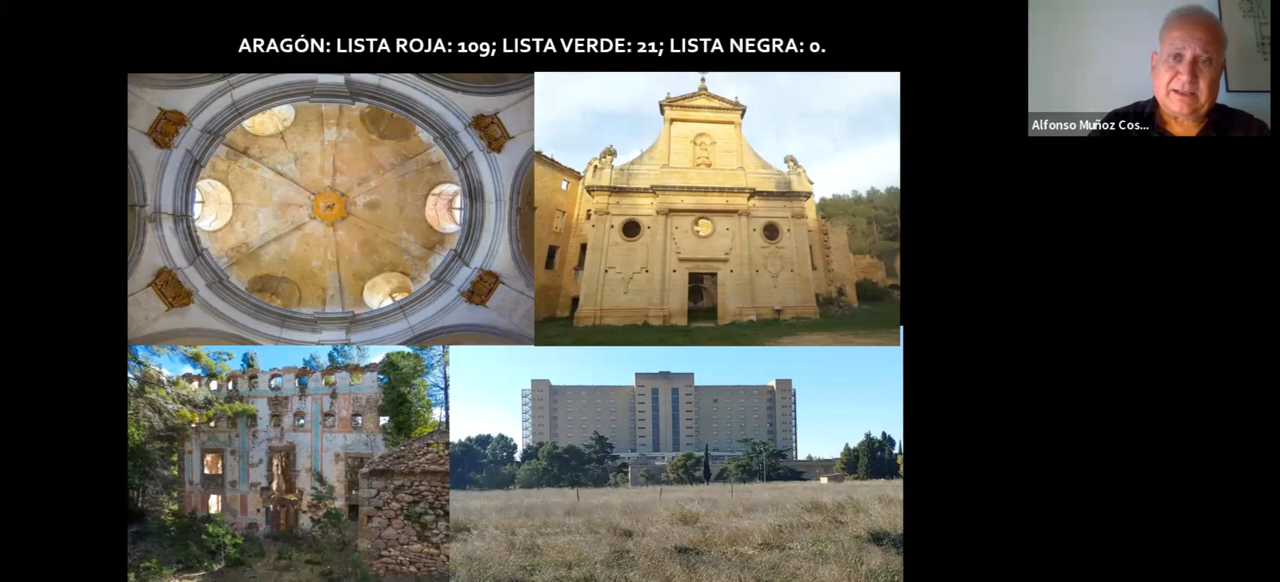 ARAGÓN: LISTA ROJA: 109; LISTA VERDE: 21; LISTA NEGRA: 0.
Alfonso Muñoz Cos...